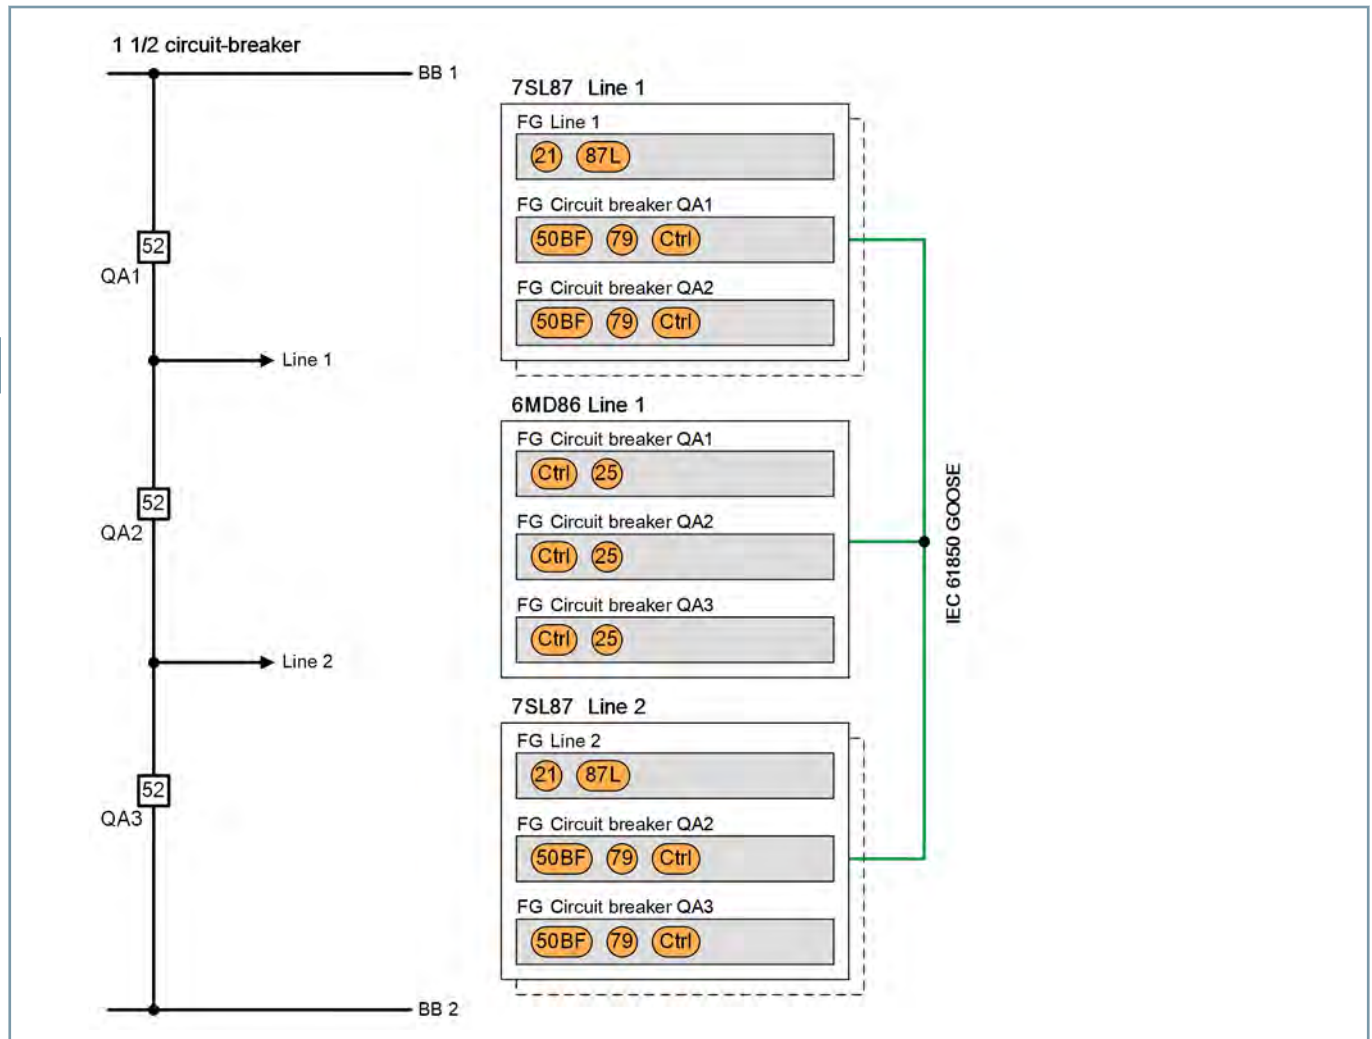 1 1/2 circuit-breaker
BB 1
52
QA1
Line 1
52
QA2
Line 2
52
QA3
BB 2
7SL87 Line 1
FG Line 1
21 87L
FG Circuit breaker QA1
50BF 79 Ctrl
FG Circuit breaker QA2
50BF 79 Ctrl
6MD86 Line 1
FG Circuit breaker QA1
Ctrl 25
FG Circuit breaker QA2
Ctrl 25
FG Circuit breaker QA3
Ctrl 25
7SL87 Line 2
FG Line 2
21 87L
FG Circuit breaker QA2
50BF 79 Ctrl
FG Circuit breaker QA3
50BF 79 Ctrl
IEC 61850 GOOSE